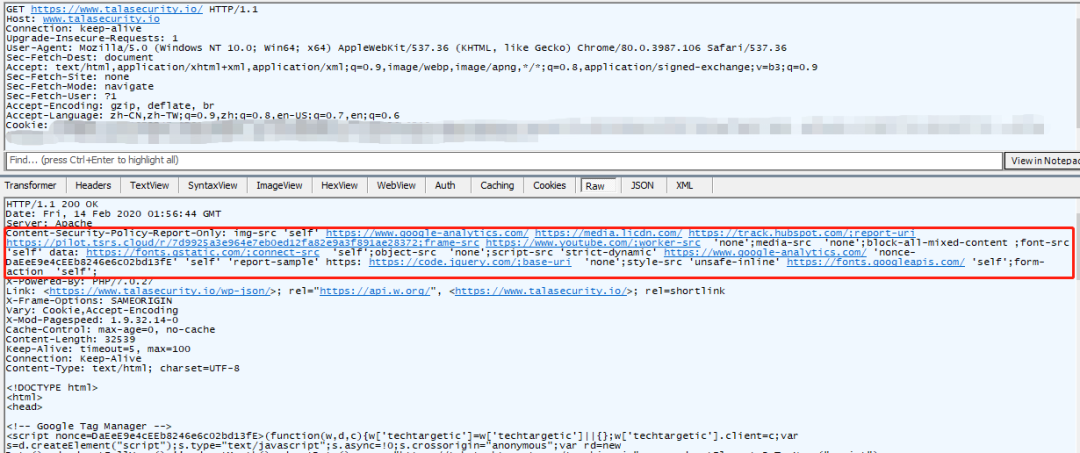 GET https://www.talasecurity.io/ HTTP/1.1
Host: www.talasecurity.io
Connection: keep-alive
Upgrade-Insecure-Requests: 1
User-Agent: Mozilla/5.0 (Windows NT 10.0; Win64; x64) AppleWebKit/537.36 (KHTML, like Gecko) Chrome/80.0.3987.106 Safari/537.36
Sec-Fetch-Dest: document
Accept: text/html,application/xhtml+xml,application/xml;q=0.9,image/webp,image/apng,*/*;q=0.8,application/signed-exchange;v=b3;q=0.9
Sec-Fetch-Site: none
Sec-Fetch-Mode: navigate
Sec-Fetch-User: ?1
Accept-Encoding: gzip, deflate, br
Accept-Language: zh-CN,zh-TW;q=0.9,zh;q=0.8,en-US;q=0.7,en;q=0.6
Cookie:
Find... (press Ctrl+Enter to highlight all) View in Notepad
Transformer Headers TextView SyntaxView ImageView HexView WebView Auth Caching Cookies Raw JSON XML
HTTP/1.1 200 OK
Date: Fri, 14 Feb 2020 01:56:44 GMT
Server: Apache
Content-Security-Policy-Report-Only: img-src 'self' https://www.google-analytics.com/ https://media.licdn.com/ https://track.hubspot.com/;report-uri
https://pilot.tsrs.cloud/r/7d9925a3e964e7eb0ed12fa82e9a3f891ae28372;frame-src https://www.youtube.com/;worker-src 'none';media-src 'none';block-all-mixed-content ;font-src
'self' data: https://fonts.gstatic.com/;connect-src 'self';object-src 'none';script-src 'strict-dynamic' https://www.google-analytics.com/ 'nonce-
DaEeE9e4cEEb8246e6c02bd13fE' 'self' 'report-sample' https: https://code.jquery.com/;base-uri 'none';style-src 'unsafe-inline' https://fonts.googleapis.com/ 'self';form-
action 'self';
X-Powered-By: PHP/7.0.27
Link: <https://www.talasecurity.io/wp-json/>; rel="https://api.w.org/", <https://www.talasecurity.io/>; rel=shortlink
X-Frame-Options: SAMEORIGIN
Vary: Cookie,Accept-Encoding
X-Mod-Pagespeed: 1.9.32.14-0
Cache-Control: max-age=0, no-cache
Content-Length: 32539
Keep-Alive: timeout=5, max=100
Connection: Keep-Alive
Content-Type: text/html; charset=UTF-8
<!DOCTYPE html>
<html>
<head>
<!-- Google Tag Manager -->
<script nonce=DaEeE9e4cEEb8246e6c02bd13fE>(function(w,d,c){w['techtargetic']=w['techtargetic']||{};w['techtargetic'].client=c;var
s=d.createElement("script");s.type="text/javascript";s.async=!0;s.crossorigin="anonymous";var rd=new